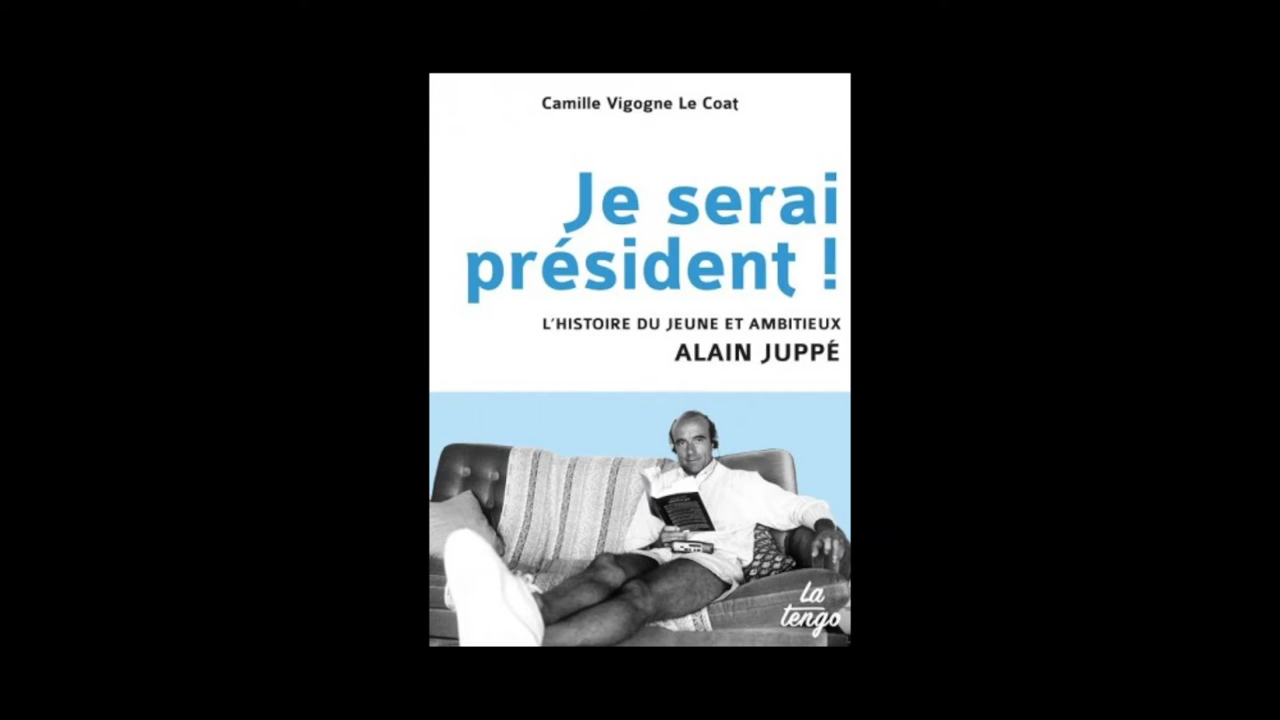 Camille Vigogne Le Coat
Je serai
président !
L'HISTOIRE DU JEUNE ET AMBITIEUX
ALAIN JUPPÉ
La
tengo